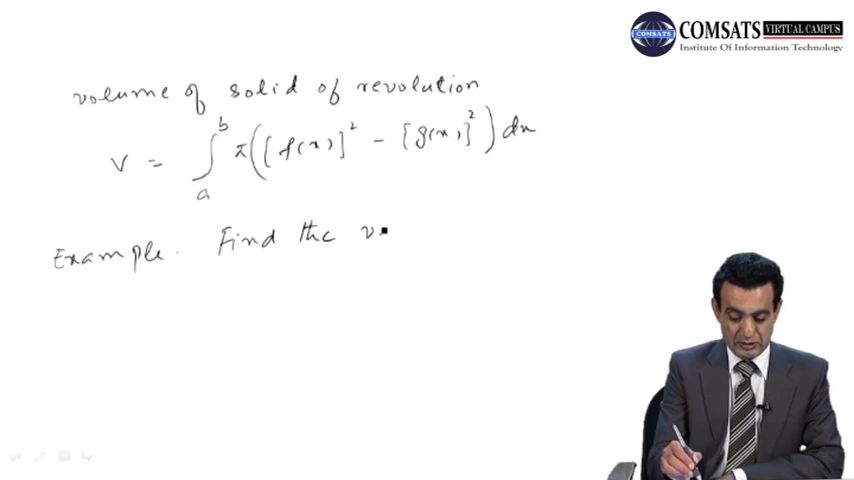 COMSATS VIRTUAL CAMPUS
COMSATS
Institute Of Information Technology
volume of solid of revolution
V = ∫_a^b π([f(x)]² - [g(x)]²) dx
Example. Find the v